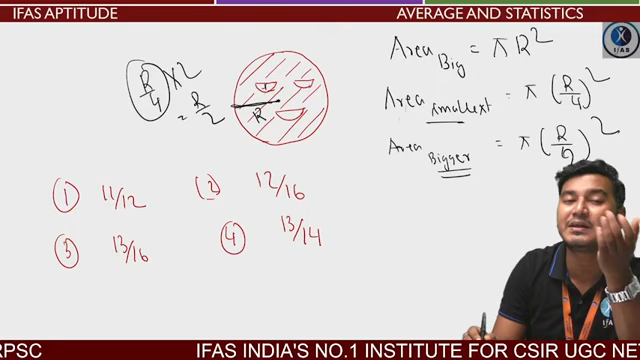 IFAS APTITUDE
AVERAGE AND STATISTICS
R/4 × 2
= R/2
R
Area Big = π R²
Area smallest = π (R/4)²
Area Bigger = π (R/2)²
IFAS
① 11/12
② 12/16
③ 13/16
④ 13/14
RPSC
IFAS INDIA'S NO.1 INSTITUTE FOR CSIR UGC NE